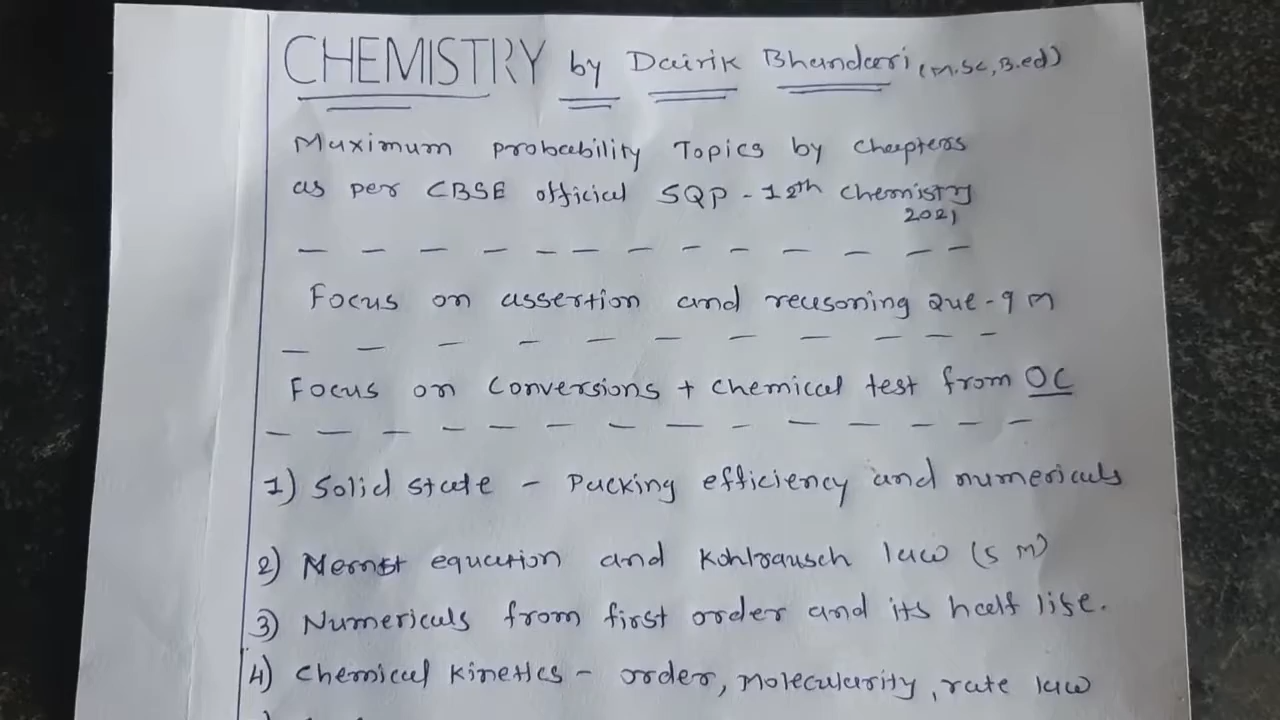 CHEMISTRY by Dairik Bhandari (M.Sc, B.ed)
Maximum probability Topics by chapters
as per CBSE official SQP - 12th chemistry
2021
Focus on assertion and reasoning Que - 9 m
Focus on conversions + chemical test from OC
1) Solid state - Packing efficiency and numericals
2) Nernst equation and Kohlrausch law (5 m)
3) Numericals from first order and its half life.
4) Chemical kinetics - order, Molecularity, rate law